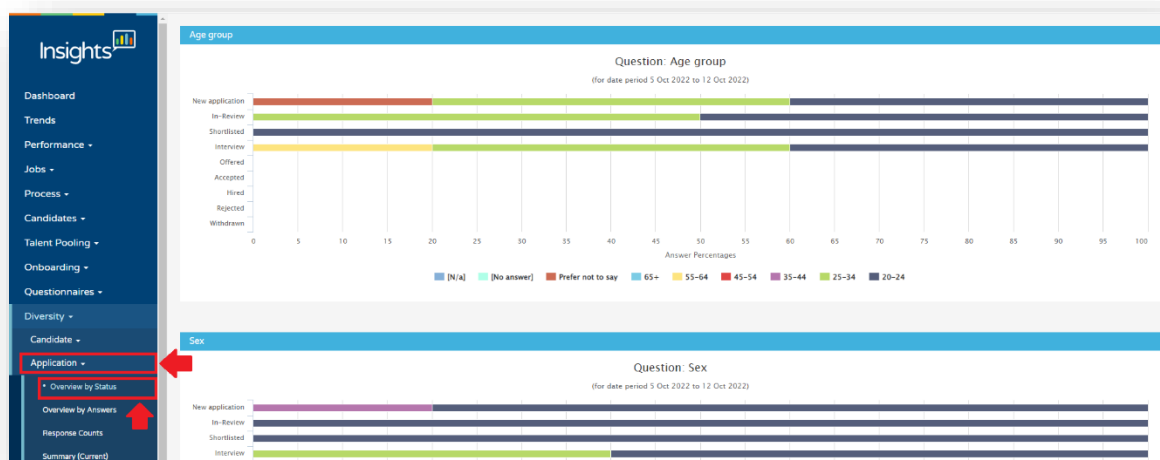 Insights
Dashboard
Trends
Performance
Jobs
Process
Candidates
Talent Pooling
Onboarding
Questionnaires
Diversity
Candidate
Application
• Overview by Status
Overview by Answers
Response Counts
Summary (Current)
Age group
Question: Age group
(for date period 5 Oct 2022 to 12 Oct 2022)
New application
In-Review
Shortlisted
Interview
Offered
Accepted
Hired
Rejected
Withdrawn
0 5 10 15 20 25 30 35 40 45 50 55 60 65 70 75 80 85 90 95 100
Answer Percentages
[N/a] [No answer] Prefer not to say 65+ 55-64 45-54 35-44 25-34 20-24
Sex
Question: Sex
(for date period 5 Oct 2022 to 12 Oct 2022)
New application
In-Review
Shortlisted
Interview